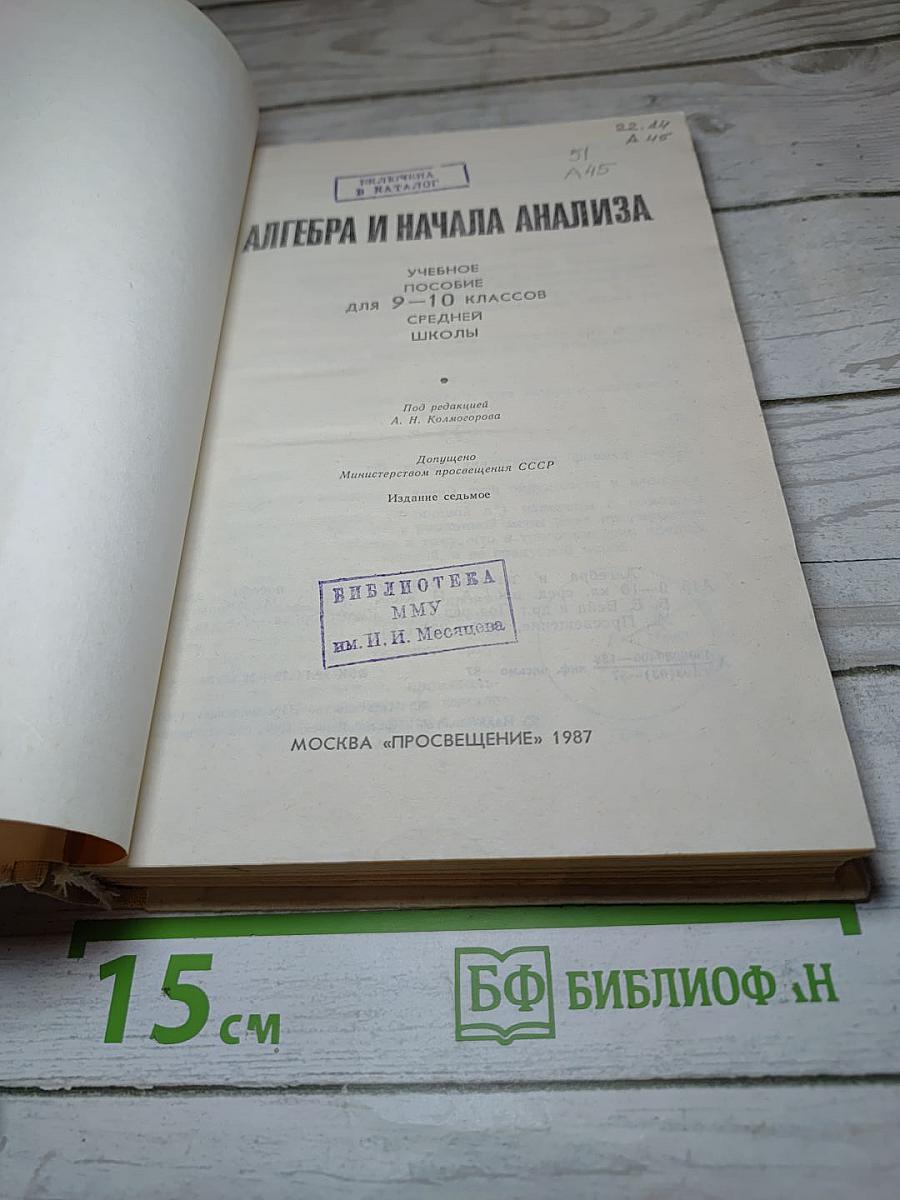 22.14
А 45
51
А45
ВКЛЮЧЕНА
В КАТАЛОГ
АЛГЕБРА И НАЧАЛА АНАЛИЗА
УЧЕБНОЕ
ПОСОБИЕ
ДЛЯ 9—10 КЛАССОВ
СРЕДНЕЙ
ШКОЛЫ
Под редакцией
А. Н. Колмогорова
Допущено
Министерством просвещения СССР
Издание седьмое
БИБЛИОТЕКА
ММУ
им. И. И. Месяцева
МОСКВА «ПРОСВЕЩЕНИЕ» 1987
15 см
БФ БИБЛИОФАН